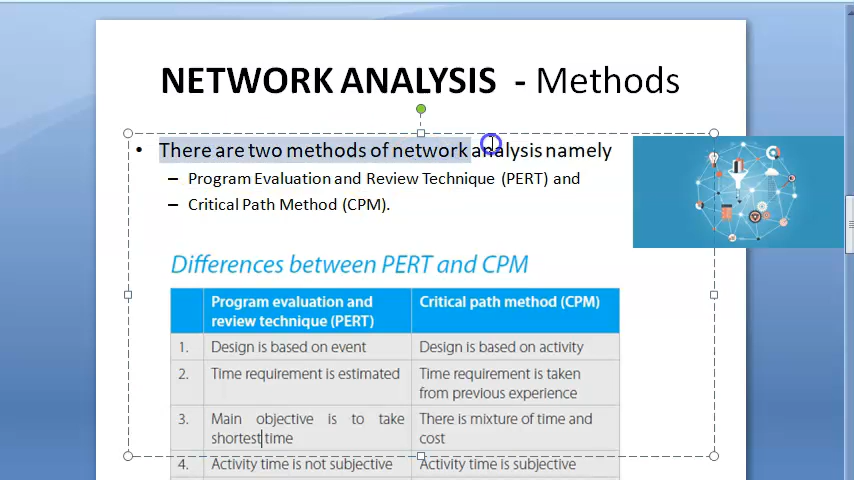 NETWORK ANALYSIS - Methods
• There are two methods of network analysis namely
– Program Evaluation and Review Technique (PERT) and
– Critical Path Method (CPM).
Differences between PERT and CPM
Program evaluation and review technique (PERT) Critical path method (CPM)
1. Design is based on event Design is based on activity
2. Time requirement is estimated Time requirement is taken from previous experience
3. Main objective is to take shortest time There is mixture of time and cost
4. Activity time is not subjective Activity time is subjective